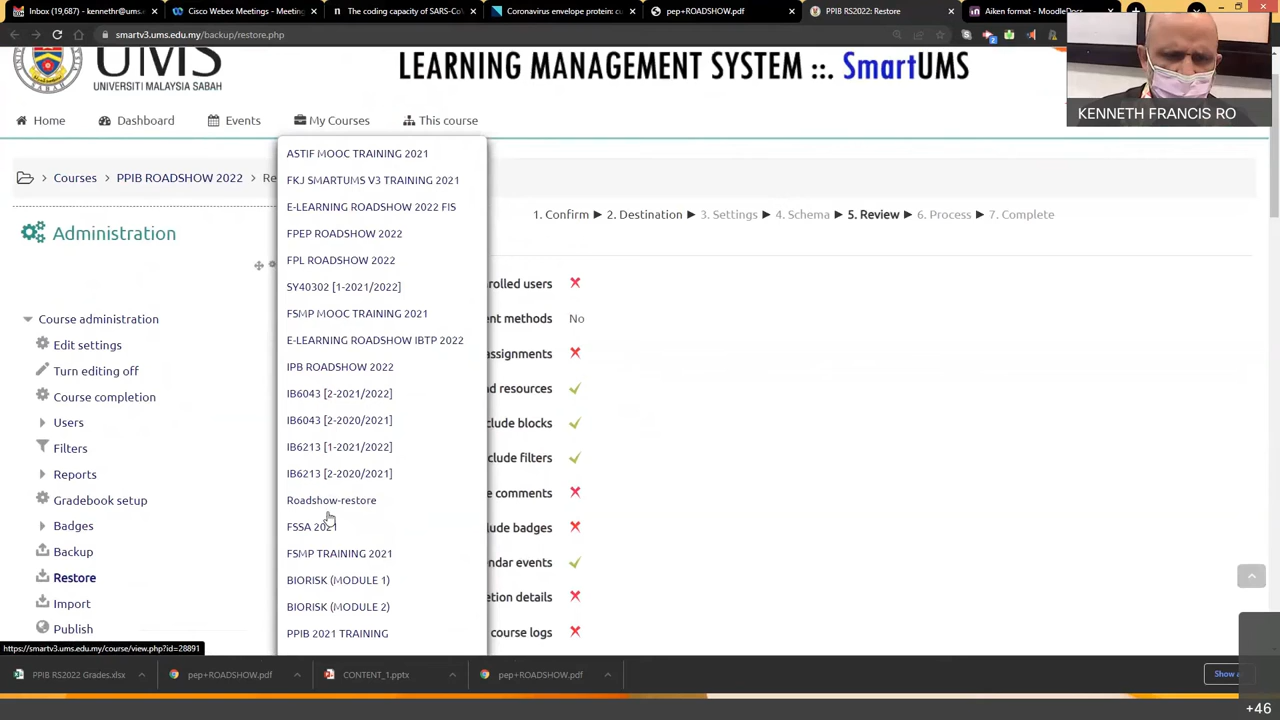 Inbox (19,687) - kenneth@ums.e
Cisco Webex Meetings - Meeting
The coding capacity of SARS-CoV
Coronavirus envelope protein: cu
pep+ROADSHOW.pdf
PPIB RS2022: Restore
Aiken format - MoodleDocs
smartv3.ums.edu.my/backup/restore.php
UMS
UNIVERSITI MALAYSIA SABAH
LEARNING MANAGEMENT SYSTEM ::. SmartUMS
KENNETH FRANCIS RO
Home
Dashboard
Events
My Courses
This course
Courses
PPIB ROADSHOW 2022
Re
1. Confirm ► 2. Destination ► 3. Settings ► 4. Schema ► 5. Review ► 6. Process ► 7. Complete
Administration
Course administration
Edit settings
Turn editing off
Course completion
Users
Filters
Reports
Gradebook setup
Badges
Backup
Restore
Import
Publish
ASTIF MOOC TRAINING 2021
FKJ SMARTUMS V3 TRAINING 2021
E-LEARNING ROADSHOW 2022 FIS
FPEP ROADSHOW 2022
FPL ROADSHOW 2022
SY40302 [1-2021/2022]
FSMP MOOC TRAINING 2021
E-LEARNING ROADSHOW IBTP 2022
IPB ROADSHOW 2022
IB6043 [2-2021/2022]
IB6043 [2-2020/2021]
IB6213 [1-2021/2022]
IB6213 [2-2020/2021]
Roadshow-restore
FSSA 2021
FSMP TRAINING 2021
BIORISK (MODULE 1)
BIORISK (MODULE 2)
PPIB 2021 TRAINING
rolled users
ent methods No
assignments
nd resources
clude blocks
clude filters
e comments
ude badges
ndar events
etion details
course logs
https://smartv3.ums.edu.my/course/view.php?id=28891
PPIB RS2022 Grades.xlsx
pep+ROADSHOW.pdf
CONTENT_1.pptx
pep+ROADSHOW.pdf
Show a
+46